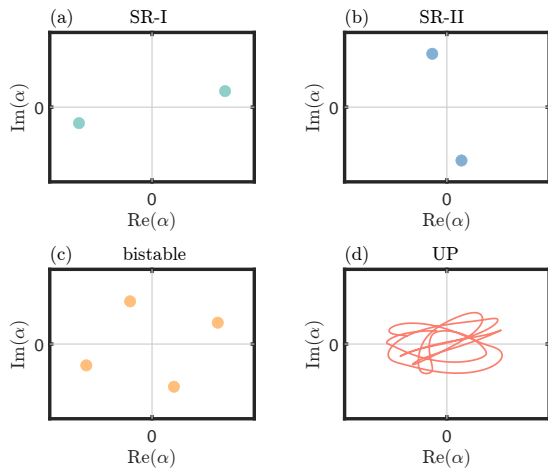 (a) SR-I
Im(α)
0
0
Re(α)
(b) SR-II
Im(α)
0
0
Re(α)
(c) bistable
Im(α)
0
0
Re(α)
(d) UP
Im(α)
0
0
Re(α)